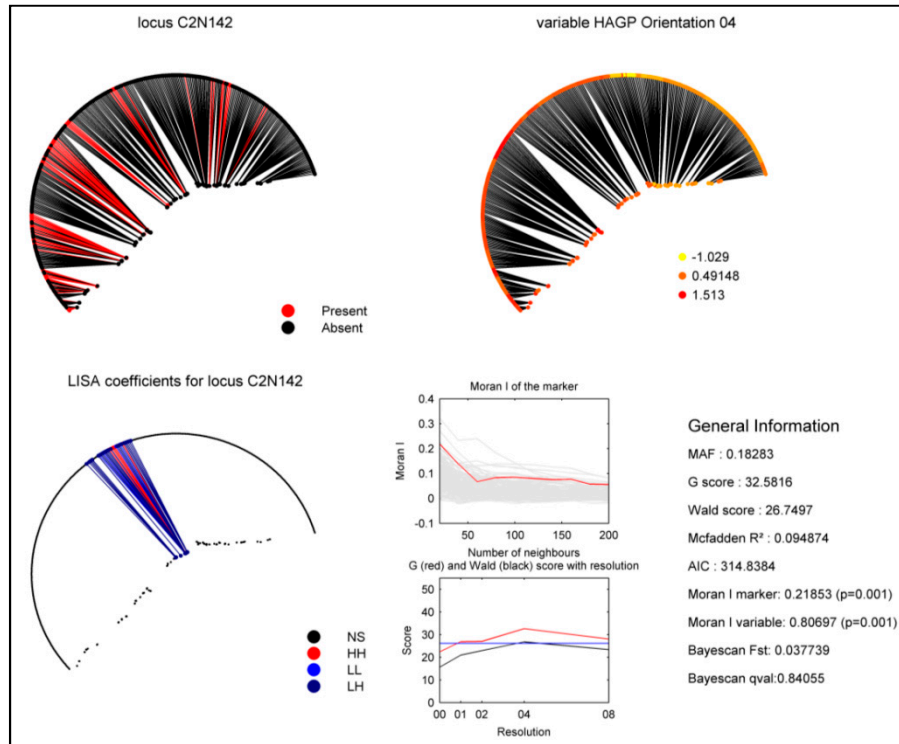 locus C2N142
variable HAGP Orientation 04
Present
Absent
-1.029
0.49148
1.513
LISA coefficients for locus C2N142
NS
HH
LL
LH
Moran I of the marker
0.4
0.3
0.2
0.1
0
-0.1
Moran I
50
100
150
200
Number of neighbours
G (red) and Wald (black) score with resolution
50
40
30
20
10
0
Score
00
01
02
04
08
Resolution
General Information
MAF : 0.18283
G score : 32.5816
Wald score : 26.7497
Mcfadden R² : 0.094874
AIC : 314.8384
Moran I marker: 0.21853 (p=0.001)
Moran I variable: 0.80697 (p=0.001)
Bayescan Fst: 0.037739
Bayescan qval:0.84055